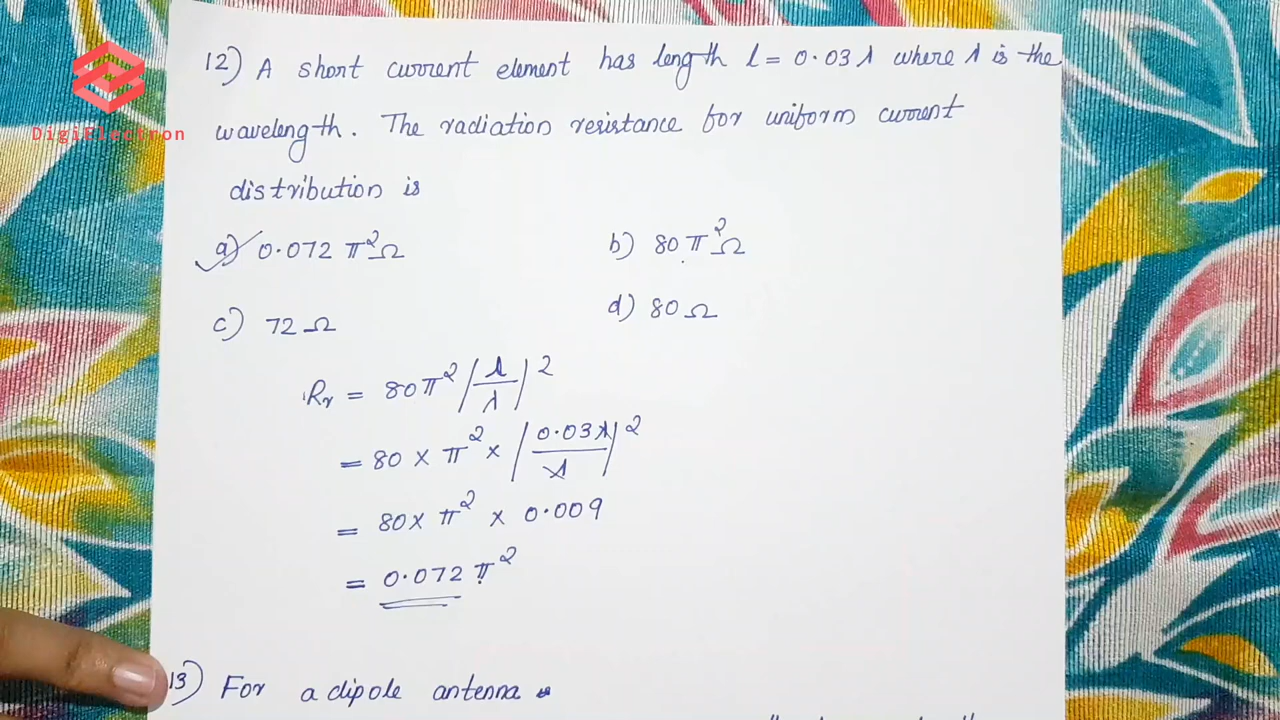 DigiElectron
12) A short current element has length l = 0.03 λ where λ is the
wavelength. The radiation resistance for uniform current
distribution is
a) 0.072 π²Ω
b) 80 π²Ω
c) 72 Ω
d) 80 Ω
Rr = 80π² |l/λ|²
= 80 × π² × |0.03λ/λ|²
= 80× π² × 0.009
= 0.072 π²
13) For a dipole antenna